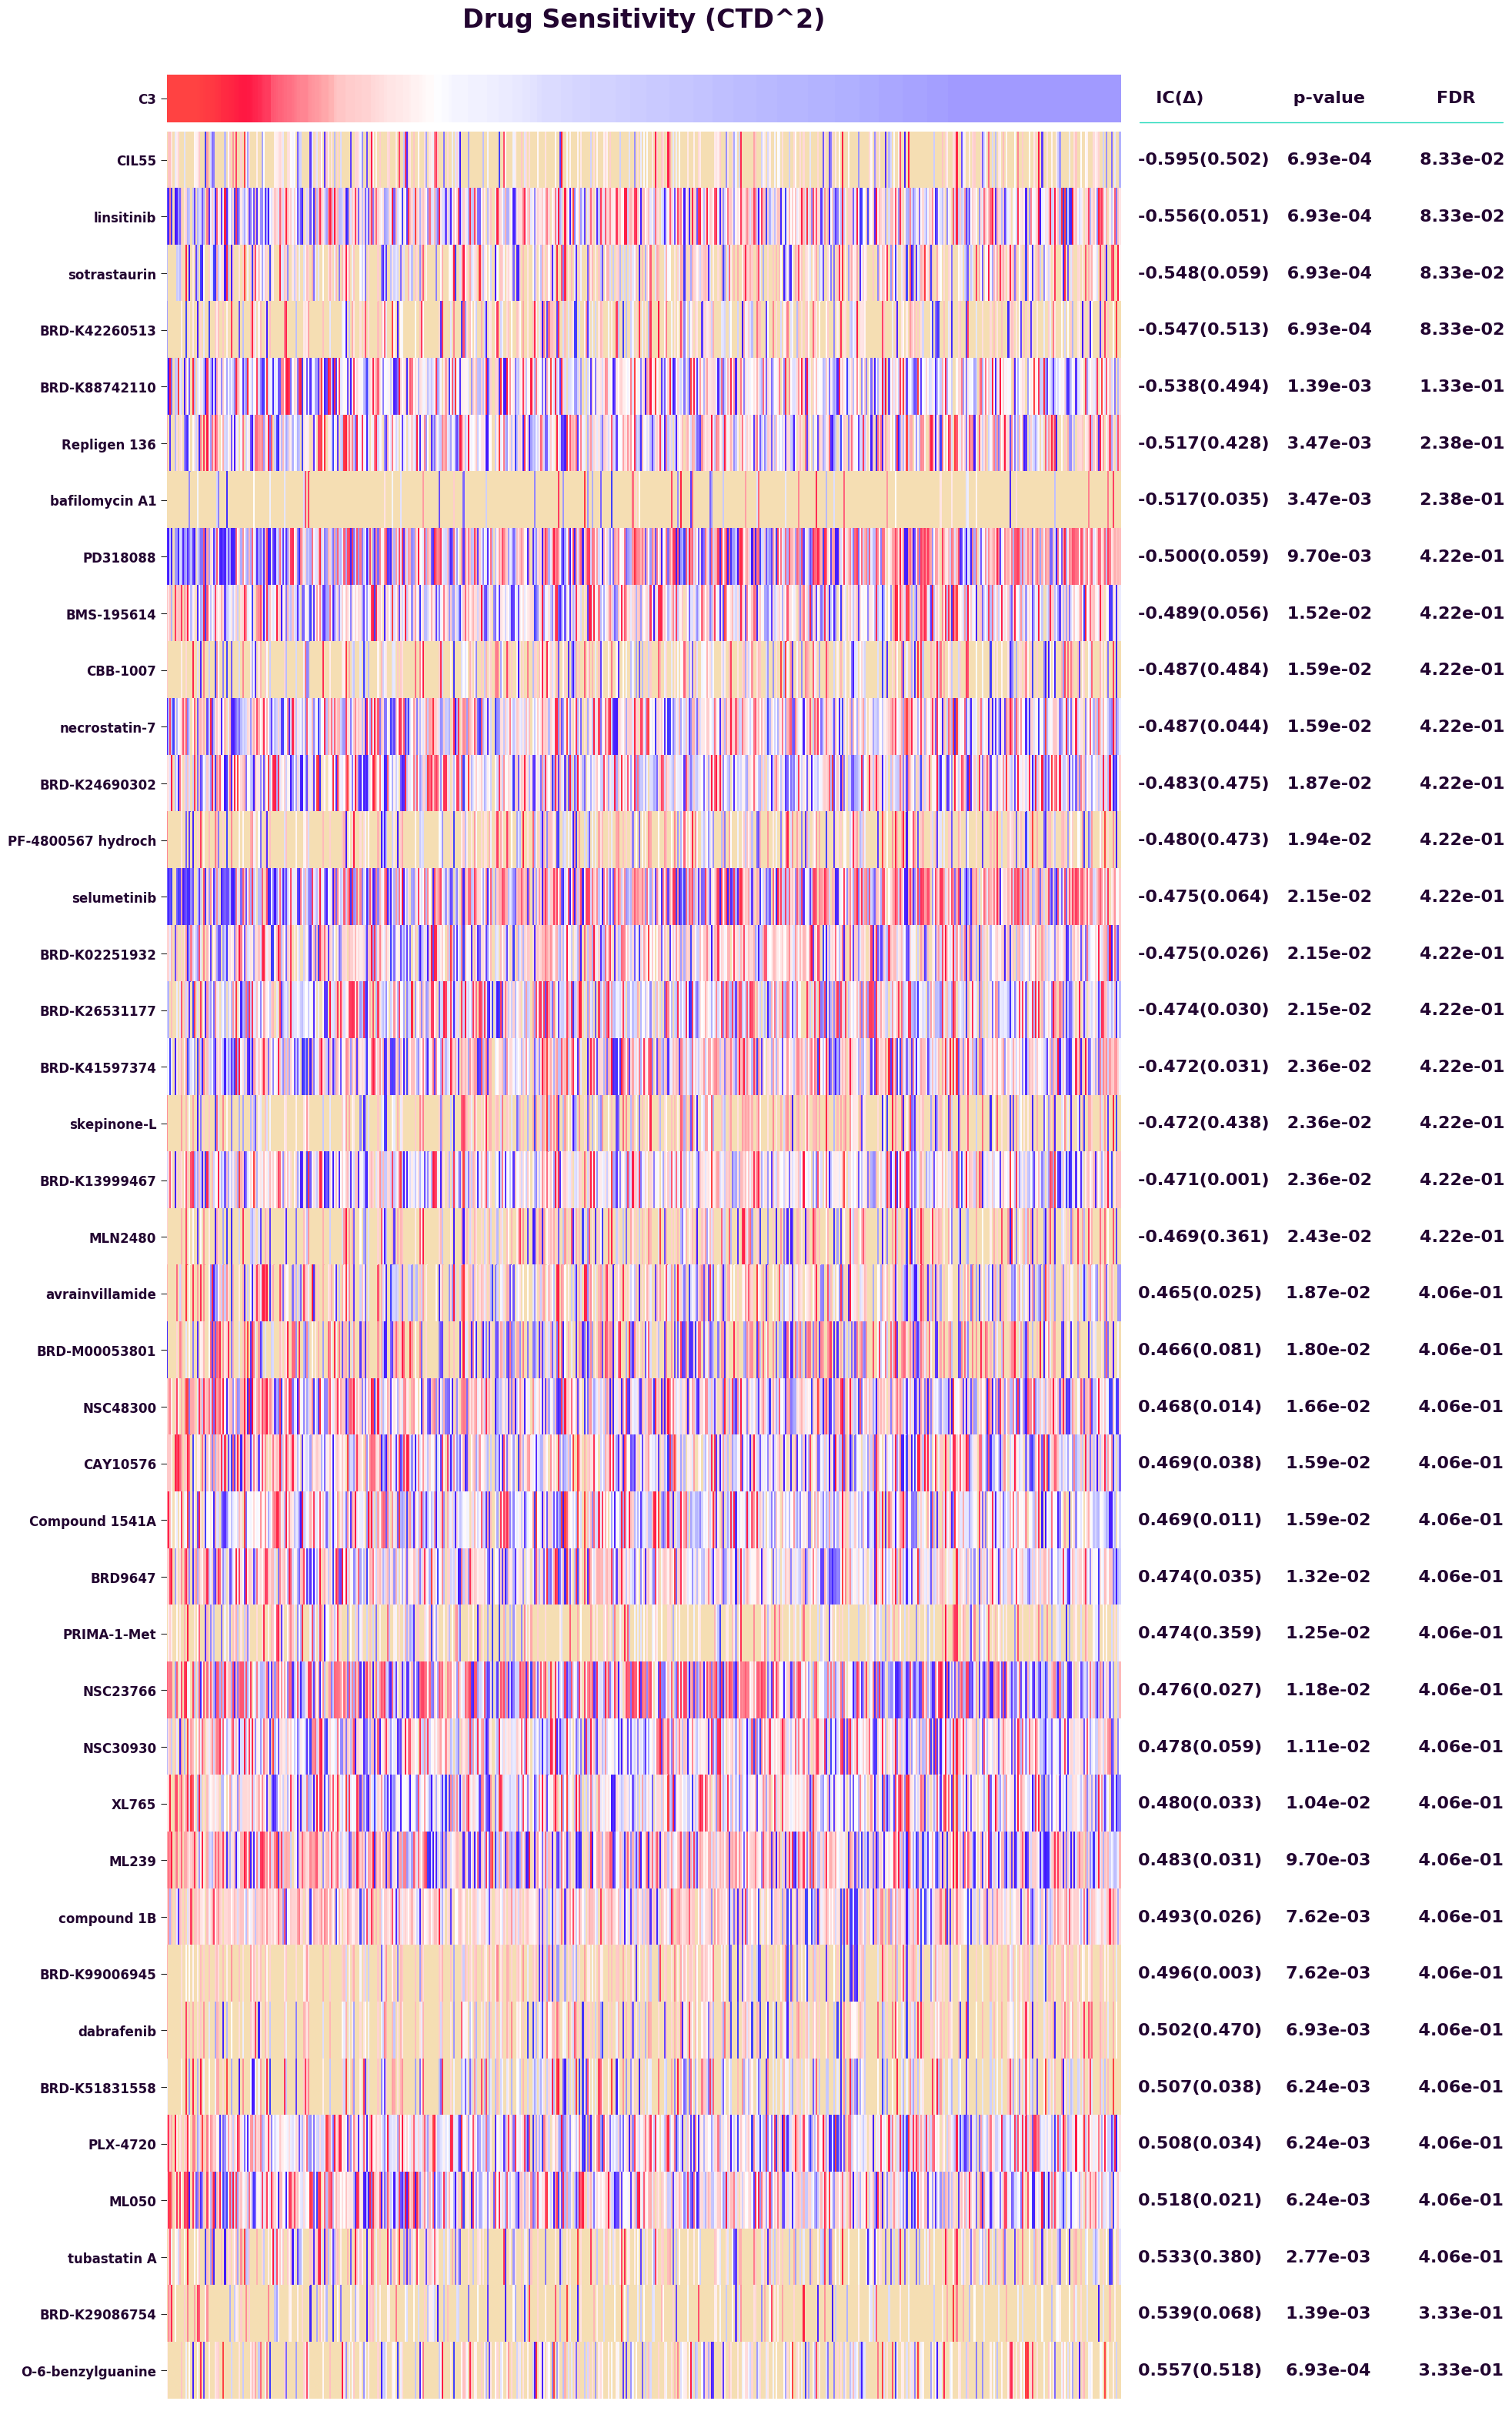 Drug Sensitivity (CTD^2)
C3 IC(Δ) p-value FDR
CIL55 -0.595(0.502) 6.93e-04 8.33e-02
linsitinib -0.556(0.051) 6.93e-04 8.33e-02
sotrastaurin -0.548(0.059) 6.93e-04 8.33e-02
BRD-K42260513 -0.547(0.513) 6.93e-04 8.33e-02
BRD-K88742110 -0.538(0.494) 1.39e-03 1.33e-01
Repligen 136 -0.517(0.428) 3.47e-03 2.38e-01
bafilomycin A1 -0.517(0.035) 3.47e-03 2.38e-01
PD318088 -0.500(0.059) 9.70e-03 4.22e-01
BMS-195614 -0.489(0.056) 1.52e-02 4.22e-01
CBB-1007 -0.487(0.484) 1.59e-02 4.22e-01
necrostatin-7 -0.487(0.044) 1.59e-02 4.22e-01
BRD-K24690302 -0.483(0.475) 1.87e-02 4.22e-01
PF-4800567 hydroch -0.480(0.473) 1.94e-02 4.22e-01
selumetinib -0.475(0.064) 2.15e-02 4.22e-01
BRD-K02251932 -0.475(0.026) 2.15e-02 4.22e-01
BRD-K26531177 -0.474(0.030) 2.15e-02 4.22e-01
BRD-K41597374 -0.472(0.031) 2.36e-02 4.22e-01
skepinone-L -0.472(0.438) 2.36e-02 4.22e-01
BRD-K13999467 -0.471(0.001) 2.36e-02 4.22e-01
MLN2480 -0.469(0.361) 2.43e-02 4.22e-01
avrainvillamide 0.465(0.025) 1.87e-02 4.06e-01
BRD-M00053801 0.466(0.081) 1.80e-02 4.06e-01
NSC48300 0.468(0.014) 1.66e-02 4.06e-01
CAY10576 0.469(0.038) 1.59e-02 4.06e-01
Compound 1541A 0.469(0.011) 1.59e-02 4.06e-01
BRD9647 0.474(0.035) 1.32e-02 4.06e-01
PRIMA-1-Met 0.474(0.359) 1.25e-02 4.06e-01
NSC23766 0.476(0.027) 1.18e-02 4.06e-01
NSC30930 0.478(0.059) 1.11e-02 4.06e-01
XL765 0.480(0.033) 1.04e-02 4.06e-01
ML239 0.483(0.031) 9.70e-03 4.06e-01
compound 1B 0.493(0.026) 7.62e-03 4.06e-01
BRD-K99006945 0.496(0.003) 7.62e-03 4.06e-01
dabrafenib 0.502(0.470) 6.93e-03 4.06e-01
BRD-K51831558 0.507(0.038) 6.24e-03 4.06e-01
PLX-4720 0.508(0.034) 6.24e-03 4.06e-01
ML050 0.518(0.021) 6.24e-03 4.06e-01
tubastatin A 0.533(0.380) 2.77e-03 4.06e-01
BRD-K29086754 0.539(0.068) 1.39e-03 3.33e-01
O-6-benzylguanine 0.557(0.518) 6.93e-04 3.33e-01